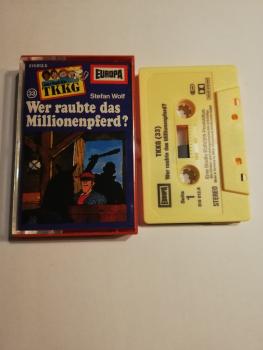 TKKG
EUROPA
33
Stefan Wolf
Wer raubte das
Millionenpferd?
TKKG (33)
Wer raubte das Millionenpferd?
EUROPA
Seite
1
STEREO